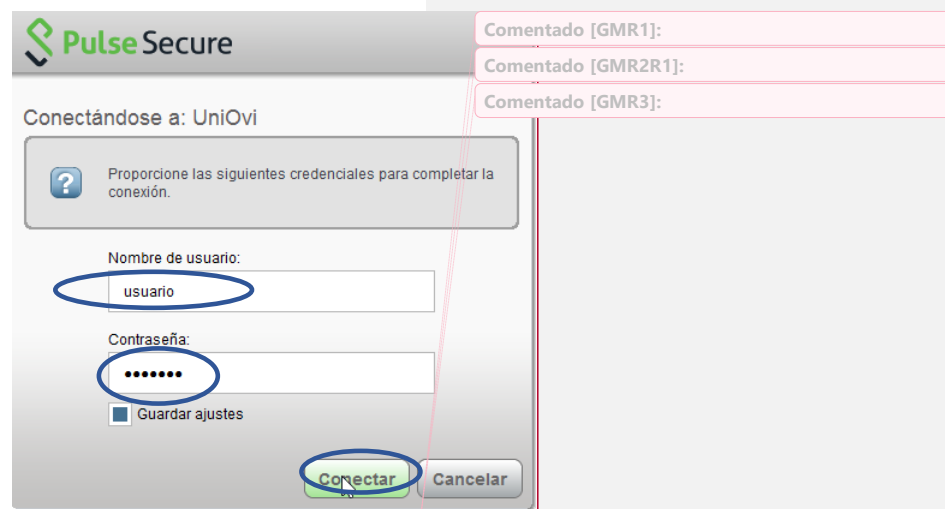 Pulse Secure
Comentado [GMR1]:
Comentado [GMR2R1]:
Comentado [GMR3]:
Conectándose a: UniOvi
?
Proporcione las siguientes credenciales para completar la
conexión.
Nombre de usuario:
usuario
Contraseña:
•••••••
Guardar ajustes
Conectar
Cancelar